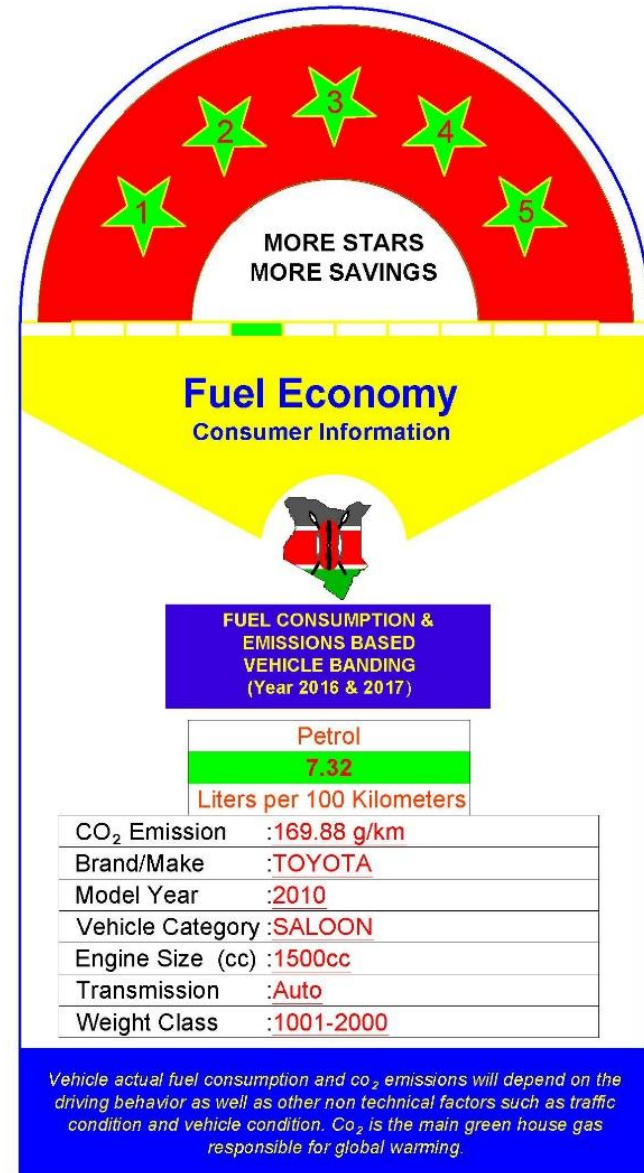 1
2
3
4
5
MORE STARS
MORE SAVINGS
Fuel Economy
Consumer Information
FUEL CONSUMPTION &
EMISSIONS BASED
VEHICLE BANDING
(Year 2016 & 2017)
Petrol
7.32
Liters per 100 Kilometers
CO₂ Emission :169.88 g/km
Brand/Make :TOYOTA
Model Year :2010
Vehicle Category :SALOON
Engine Size (cc) :1500cc
Transmission :Auto
Weight Class :1001-2000
Vehicle actual fuel consumption and co₂ emissions will depend on the
driving behavior as well as other non technical factors such as traffic
condition and vehicle condition. Co₂ is the main green house gas
responsible for global warming.